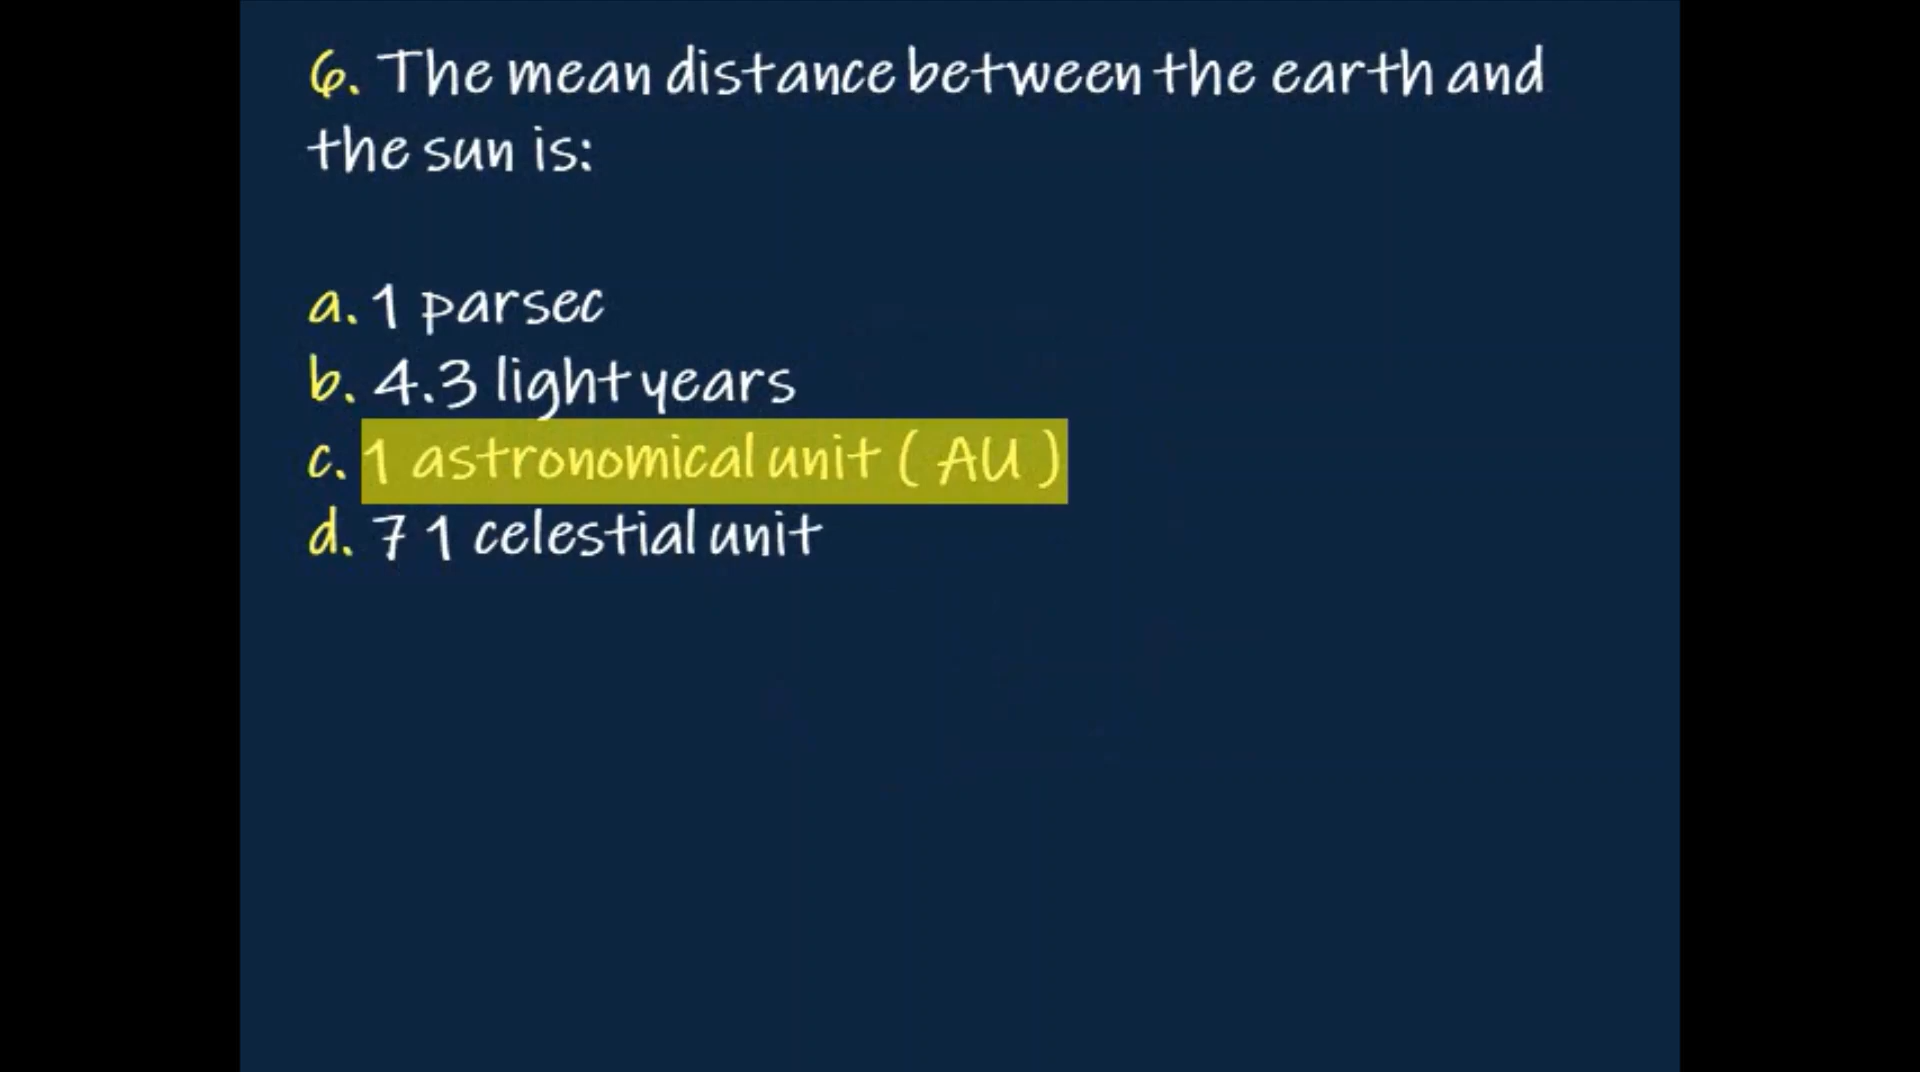 6. The mean distance between the earth and
the sun is:
a. 1 parsec
b. 4.3 light years
c. 1 astronomical unit ( AU )
d. 7 1 celestial unit